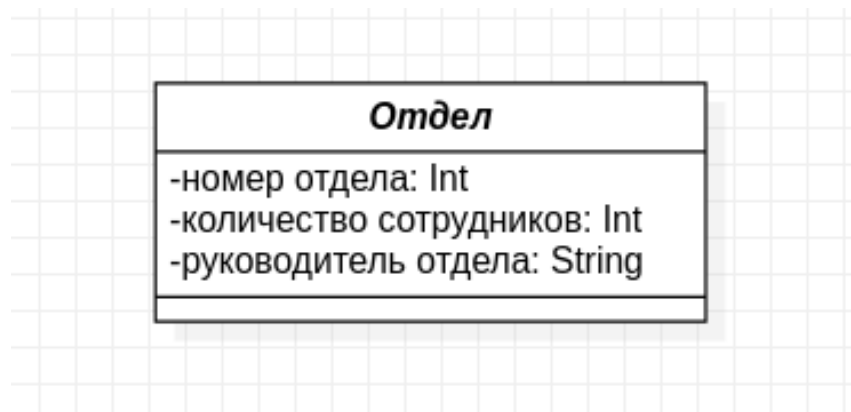 Отдел
-номер отдела: Int
-количество сотрудников: Int
-руководитель отдела: String